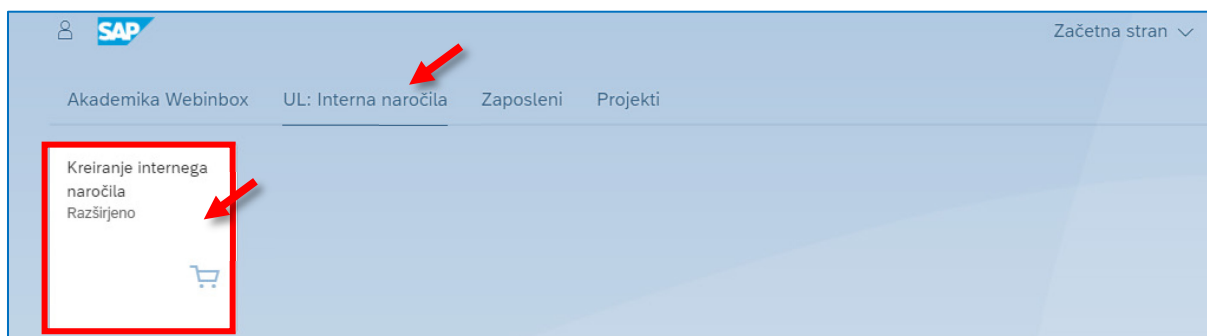 SAP
Začetna stran
Akademika Webinbox UL: Interna naročila Zaposleni Projekti
Kreiranje internega
naročila
Razširjeno